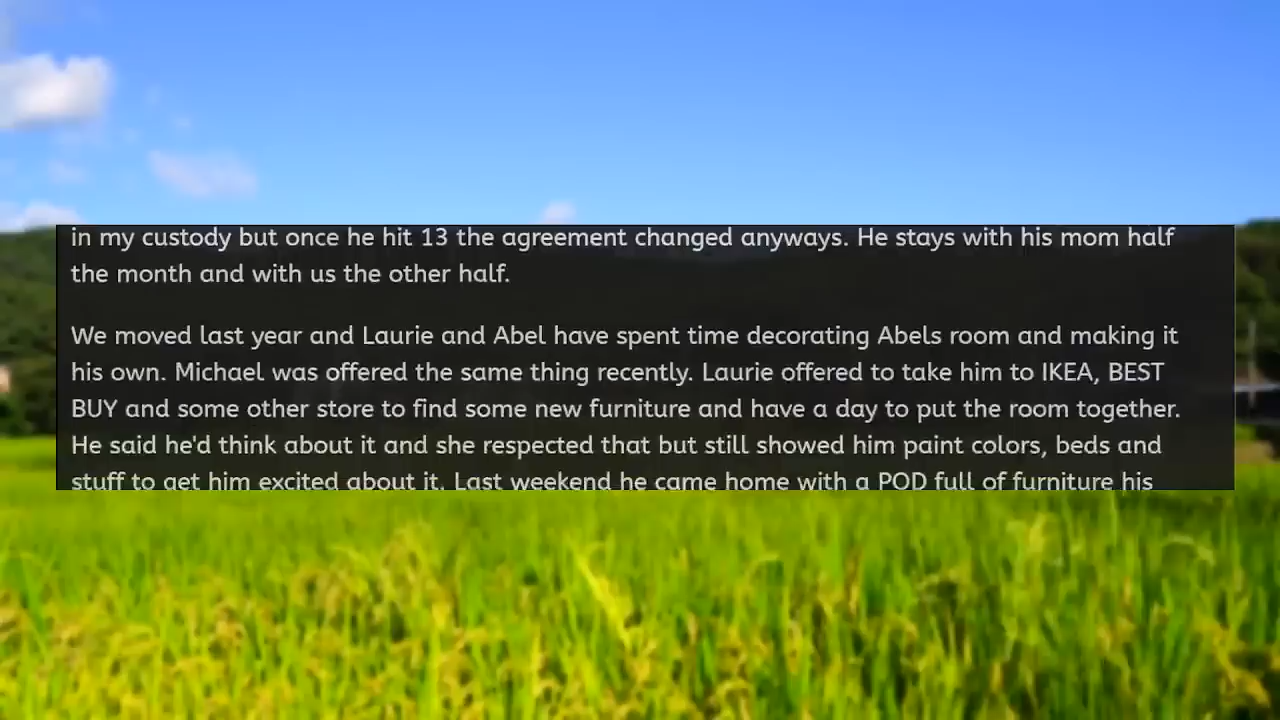 in my custody but once he hit 13 the agreement changed anyways. He stays with his mom half
the month and with us the other half.
We moved last year and Laurie and Abel have spent time decorating Abels room and making it
his own. Michael was offered the same thing recently. Laurie offered to take him to IKEA, BEST
BUY and some other store to find some new furniture and have a day to put the room together.
He said he'd think about it and she respected that but still showed him paint colors, beds and
stuff to get him excited about it. Last weekend he came home with a POD full of furniture his